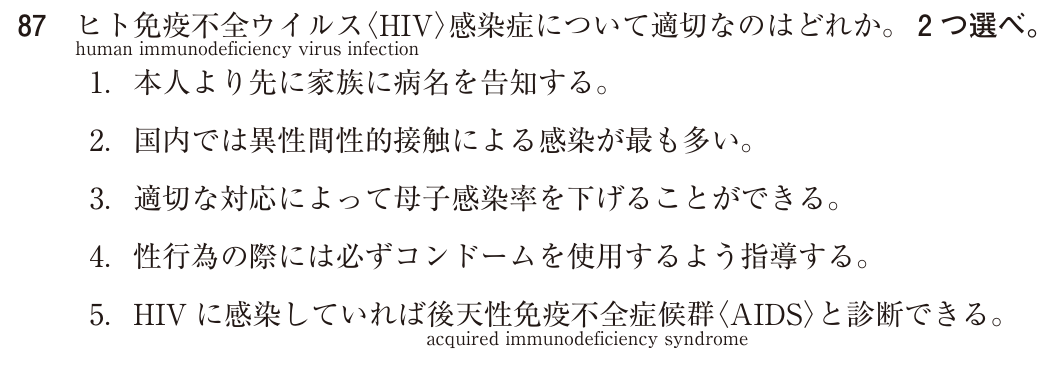 87 ヒト免疫不全ウイルス〈HIV〉感染症について適切なのはどれか。2つ選べ。
human immunodeficiency virus infection
1. 本人より先に家族に病名を告知する。
2. 国内では異性間性的接触による感染が最も多い。
3. 適切な対応によって母子感染率を下げることができる。
4. 性行為の際には必ずコンドームを使用するよう指導する。
5. HIV に感染していれば後天性免疫不全症候群〈AIDS〉と診断できる。
acquired immunodeficiency syndrome